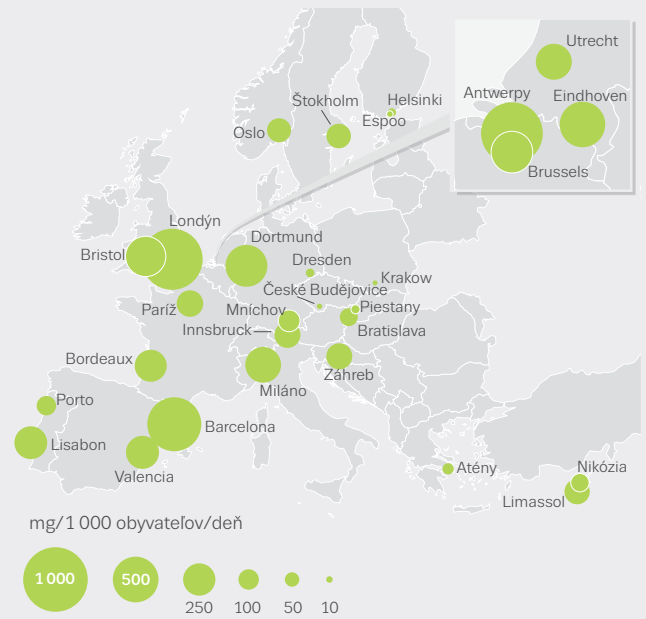 Utrecht
Antwerpy
Eindhoven
Brussels
Helsinki
Štokholm
Espoo
Oslo
Londýn
Dortmund
Bristol
Dresden
Krakow
České Budějovice
Paríž
Mníchov
Piestany
Innsbruck
Bratislava
Bordeaux
Záhreb
Miláno
Porto
Barcelona
Lisabon
Valencia
Atény
Nikózia
Limassol
mg/1 000 obyvateľov/deň
1 000
500
250
100
50
10